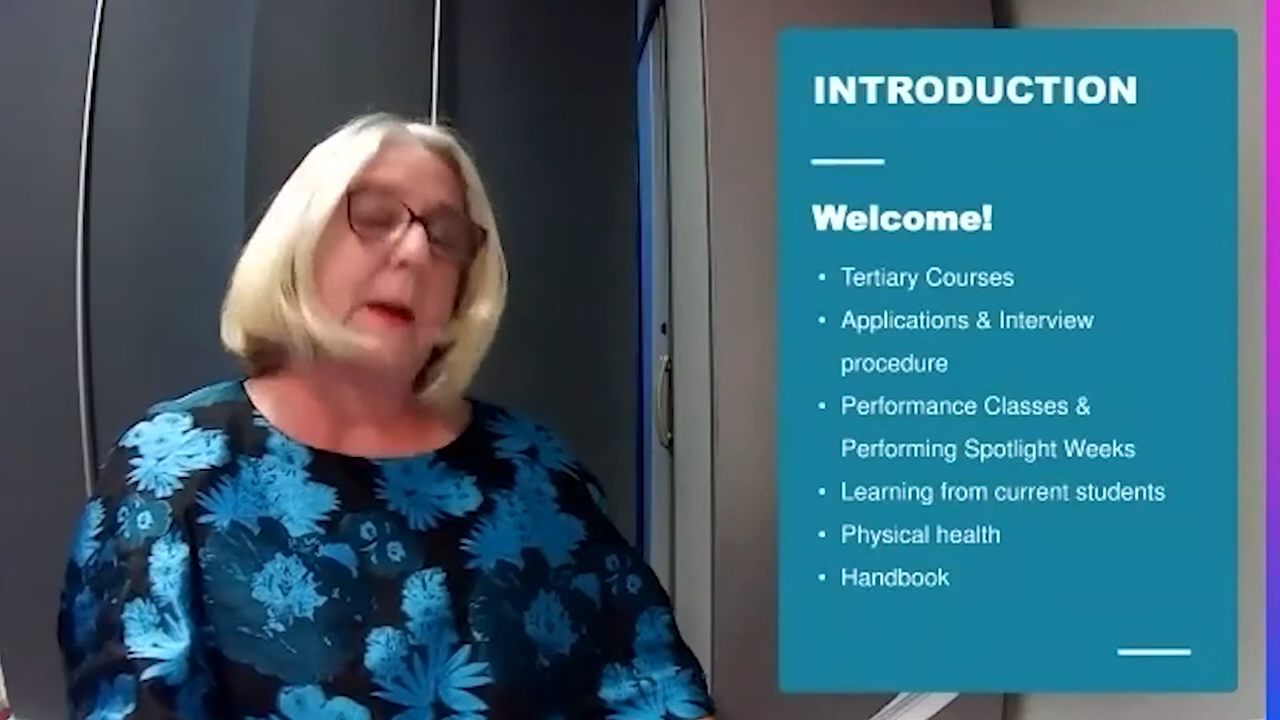 INTRODUCTION
Welcome!
• Tertiary Courses
• Applications & Interview
procedure
• Performance Classes &
Performing Spotlight Weeks
• Learning from current students
• Physical health
• Handbook